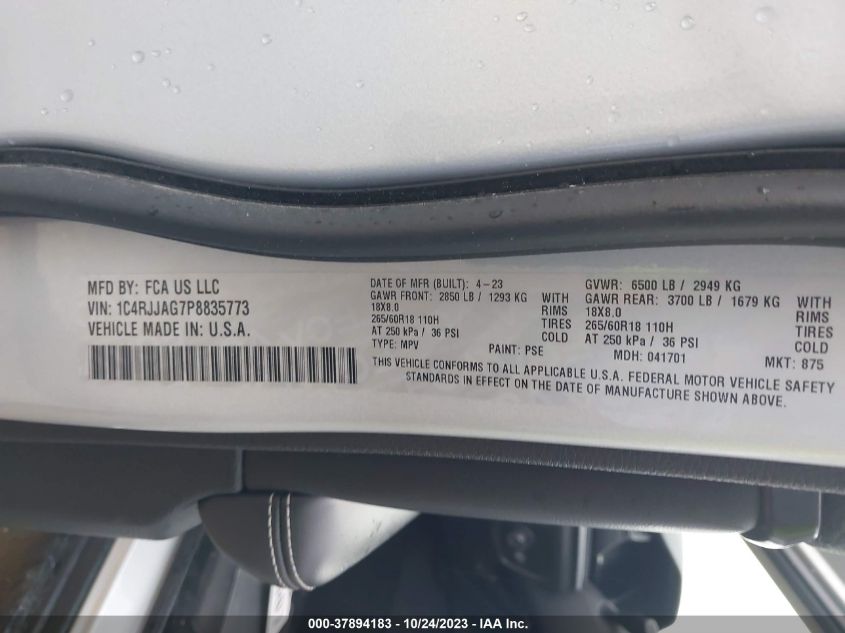 MFD BY: FCA US LLC
VIN: 1C4RJJAG7P8835773
VEHICLE MADE IN: U.S.A.
DATE OF MFR (BUILT): 4-23
GAWR FRONT: 2850 LB / 1293 KG WITH
18X8.0 RIMS
265/60R18 110H TIRES
AT 250 kPa / 36 PSI COLD
TYPE: MPV PAINT: PSE
GVWR: 6500 LB / 2949 KG
GAWR REAR: 3700 LB / 1679 KG WITH
18X8.0 RIMS
265/60R18 110H TIRES
AT 250 kPa / 36 PSI COLD
MDH: 041701 MKT: 875
THIS VEHICLE CONFORMS TO ALL APPLICABLE U.S.A. FEDERAL MOTOR VEHICLE SAFETY
STANDARDS IN EFFECT ON THE DATE OF MANUFACTURE SHOWN ABOVE.
000-37894183 - 10/24/2023 - IAA Inc.